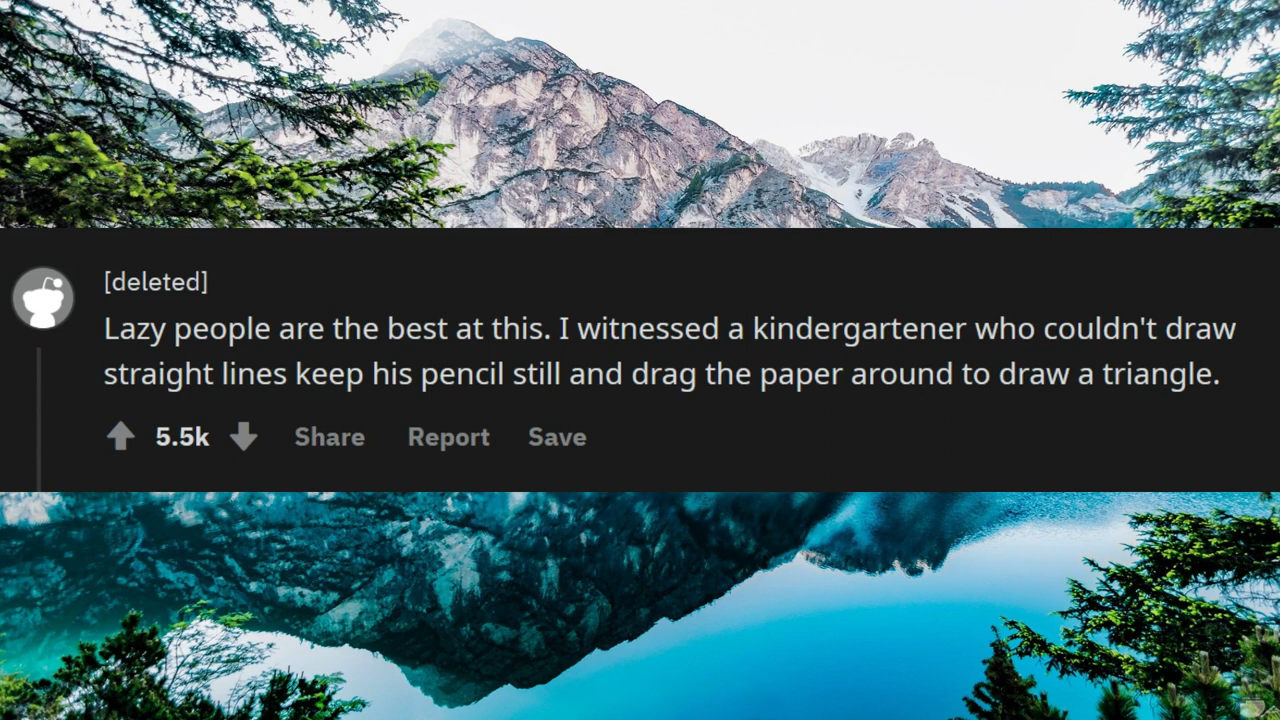 [deleted]
Lazy people are the best at this. I witnessed a kindergartener who couldn't draw
straight lines keep his pencil still and drag the paper around to draw a triangle.
5.5k Share Report Save